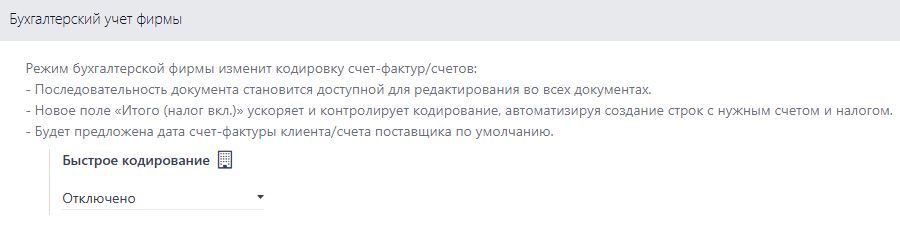 Бухгалтерский учет фирмы
Режим бухгалтерской фирмы изменит кодировку счет-фактур/счетов:
- Последовательность документа становится доступной для редактирования во всех документах.
- Новое поле «Итого (налог вкл.)» ускоряет и контролирует кодирование, автоматизируя создание строк с нужным счетом и налогом.
- Будет предложена дата счет-фактуры клиента/счета поставщика по умолчанию.
Быстрое кодирование
Отключено